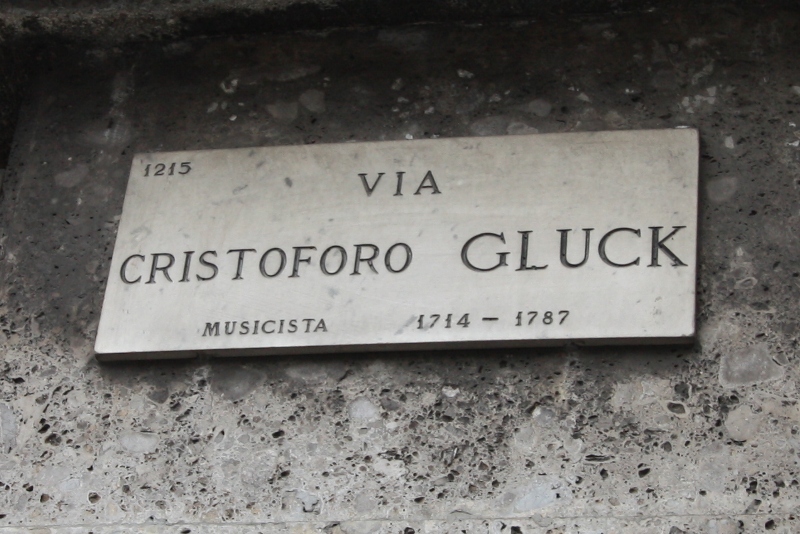 1215
VIA
CRISTOFORO GLUCK
MUSICISTA 1714 – 1787